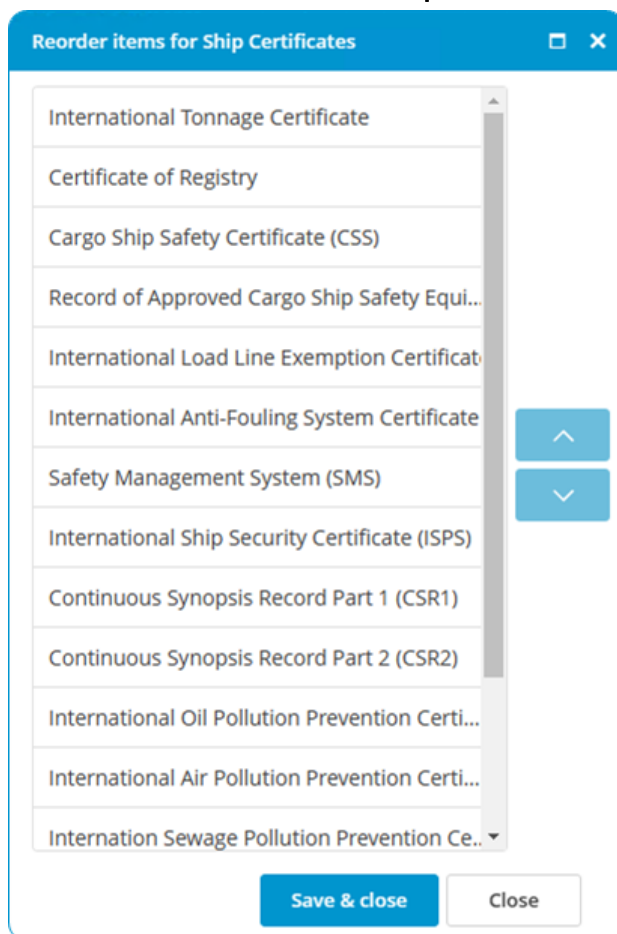 Reorder items for Ship Certificates
International Tonnage Certificate
Certificate of Registry
Cargo Ship Safety Certificate (CSS)
Record of Approved Cargo Ship Safety Equi...
International Load Line Exemption Certificat
International Anti-Fouling System Certificate
Safety Management System (SMS)
International Ship Security Certificate (ISPS)
Continuous Synopsis Record Part 1 (CSR1)
Continuous Synopsis Record Part 2 (CSR2)
International Oil Pollution Prevention Certi...
International Air Pollution Prevention Certi...
Internation Sewage Pollution Prevention Ce..
Save & close
Close